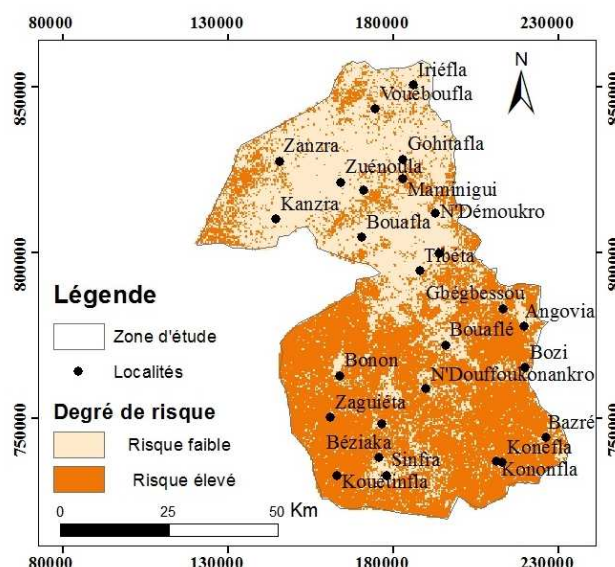 80000 130000 180000 230000
850000
800000
750000
N
Iriéfla
Vouéboufla
Gohitafla
Zanzra
Zuénoula
Maminigui
Kanzra
N'Démoukro
Bouafla
Tibéta
Gbégbessou
Angovia
Bouaflé
Bozi
Bonon
N'Douffoukonankro
Zaguiéta
Bazré
Béziaka
Konéfla
Sinfra
Kononfla
Kouêtinfla
Légende
Zone d'étude
Localités
Degré de risque
Risque faible
Risque élevé
0 25 50 Km
850000
800000
750000
80000 130000 180000 230000